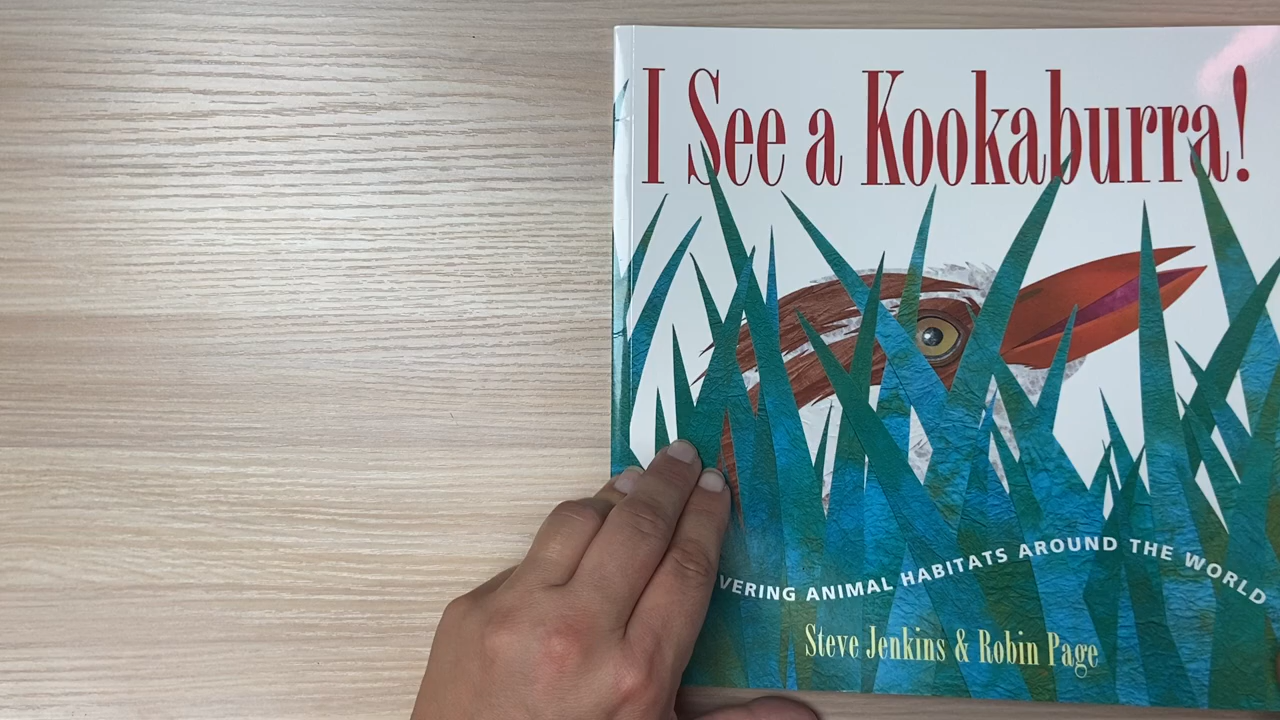 I See a Kookaburra!
VERING ANIMAL HABITATS AROUND THE WORLD
Steve Jenkins & Robin Page